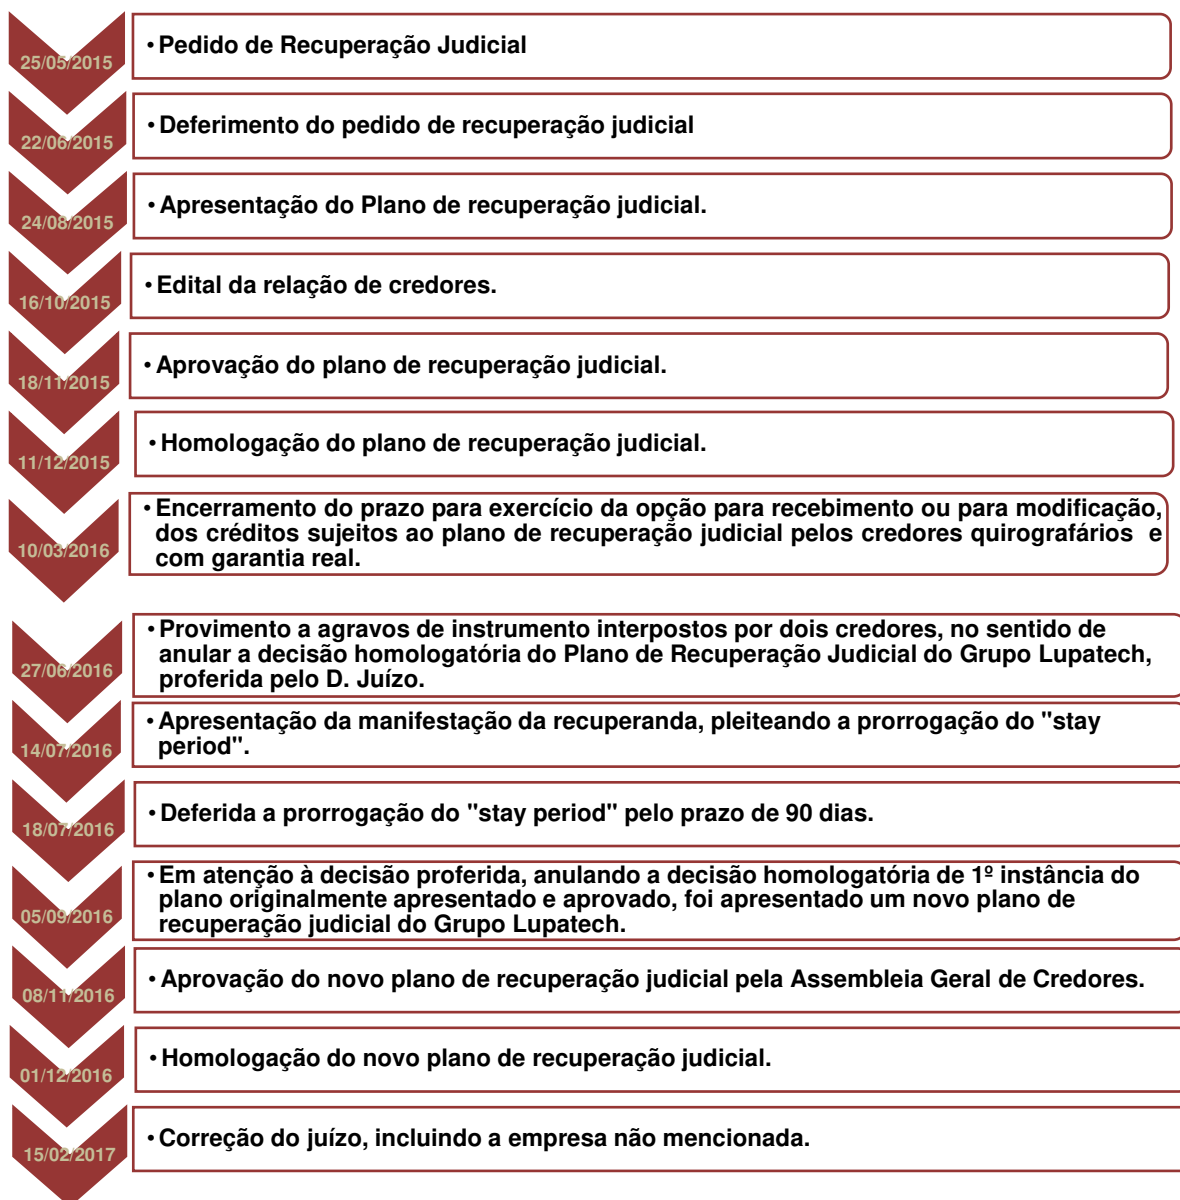 25/05/2015
• Pedido de Recuperação Judicial
22/06/2015
• Deferimento do pedido de recuperação judicial
24/08/2015
• Apresentação do Plano de recuperação judicial.
16/10/2015
• Edital da relação de credores.
18/11/2015
• Aprovação do plano de recuperação judicial.
11/12/2015
• Homologação do plano de recuperação judicial.
10/03/2016
• Encerramento do prazo para exercício da opção para recebimento ou para modificação,
dos créditos sujeitos ao plano de recuperação judicial pelos credores quirografários e
com garantia real.
27/06/2016
• Provimento a agravos de instrumento interpostos por dois credores, no sentido de
anular a decisão homologatória do Plano de Recuperação Judicial do Grupo Lupatech,
proferida pelo D. Juízo.
14/07/2016
• Apresentação da manifestação da recuperanda, pleiteando a prorrogação do "stay
period".
18/07/2016
• Deferida a prorrogação do "stay period" pelo prazo de 90 dias.
05/09/2016
• Em atenção à decisão proferida, anulando a decisão homologatória de 1º instância do
plano originalmente apresentado e aprovado, foi apresentado um novo plano de
recuperação judicial do Grupo Lupatech.
08/11/2016
• Aprovação do novo plano de recuperação judicial pela Assembleia Geral de Credores.
01/12/2016
• Homologação do novo plano de recuperação judicial.
15/02/2017
• Correção do juízo, incluindo a empresa não mencionada.